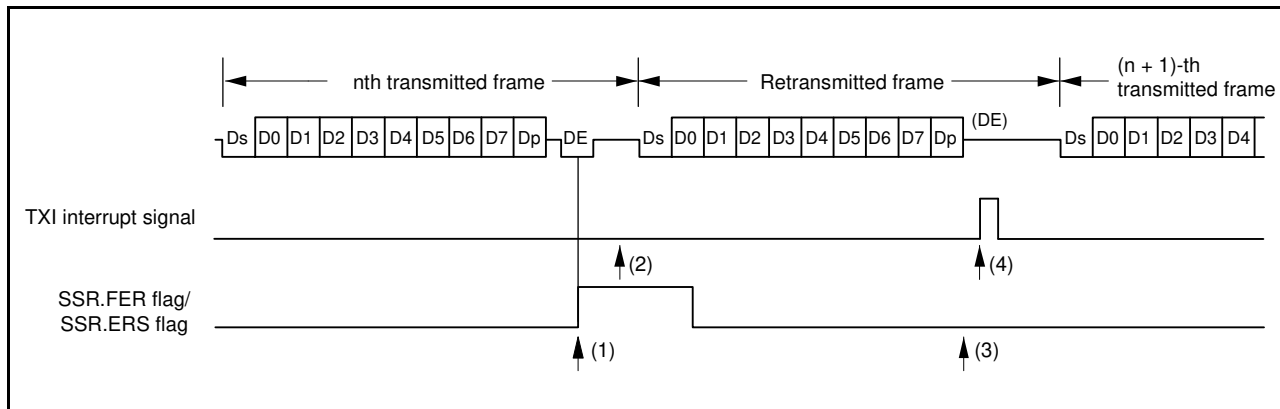 nth transmitted frame
Retransmitted frame
(n + 1)-th
transmitted frame
Ds D0 D1 D2 D3 D4 D5 D6 D7 Dp DE Ds D0 D1 D2 D3 D4 D5 D6 D7 Dp (DE) Ds D0 D1 D2 D3 D4
TXI interrupt signal
(2)
(4)
SSR.FER flag/
SSR.ERS flag
(1)
(3)